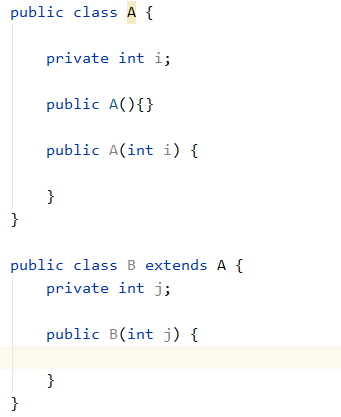 public class A {
private int i;
public A(){}
public A(int i) {
}
}
public class B extends A {
private int j;
public B(int j) {
}
}